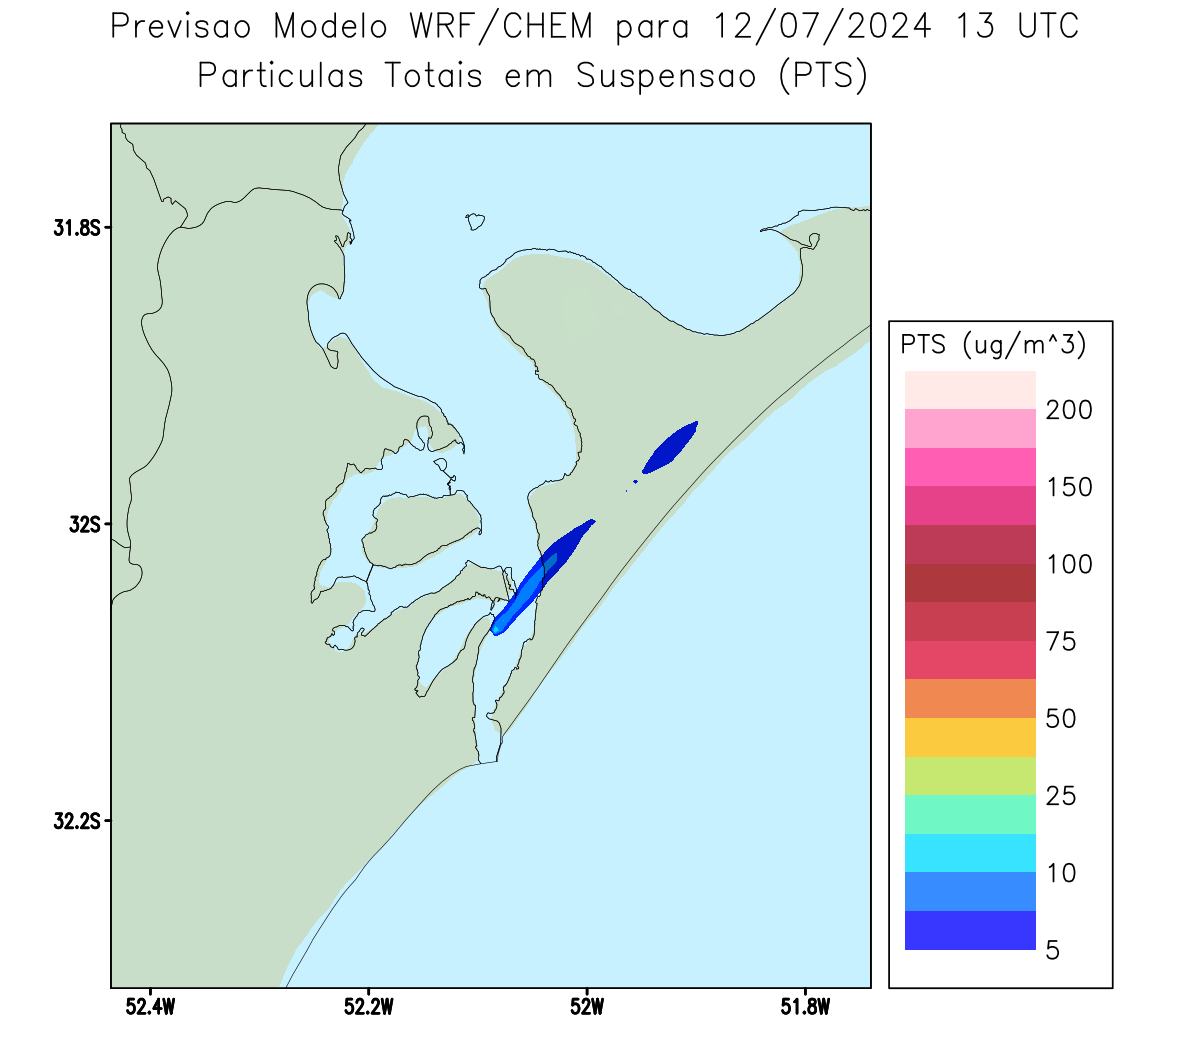 Previsao Modelo WRF/CHEM para 12/07/2024 13 UTC
Particulas Totais em Suspensao (PTS)
31.8S
32S
32.2S
52.4W
52.2W
52W
51.8W
PTS (ug/m^3)
200
150
100
75
50
25
10
5